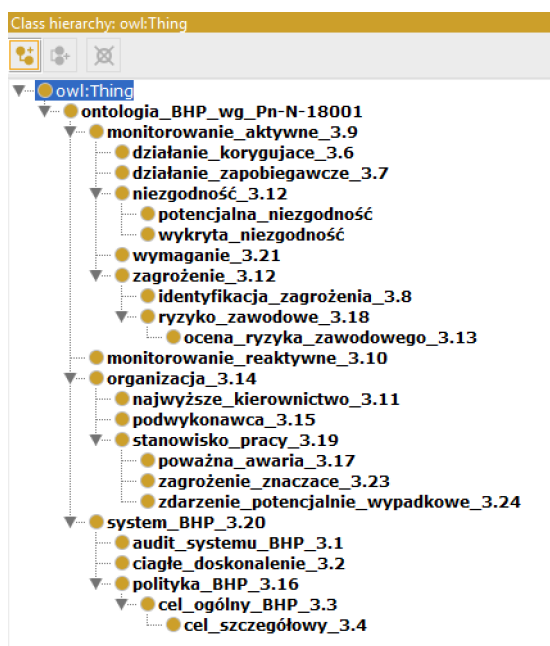 Class hierarchy: owl:Thing
owl:Thing
ontologia_BHP_wg_Pn-N-18001
monitorowanie_aktywne_3.9
działanie_korygujace_3.6
działanie_zapobiegawcze_3.7
niezgodność_3.12
potencjalna_niezgodność
wykryta_niezgodność
wymaganie_3.21
zagrożenie_3.12
identyfikacja_zagrożenia_3.8
ryzyko_zawodowe_3.18
ocena_ryzyka_zawodowego_3.13
monitorowanie_reaktywne_3.10
organizacja_3.14
najwyższe_kierownictwo_3.11
podwykonawca_3.15
stanowisko_pracy_3.19
poważna_awaria_3.17
zagrożenie_znaczace_3.23
zdarzenie_potencjalnie_wypadkowe_3.24
system_BHP_3.20
audit_systemu_BHP_3.1
ciagłe_doskonalenie_3.2
polityka_BHP_3.16
cel_ogólny_BHP_3.3
cel_szczegółowy_3.4